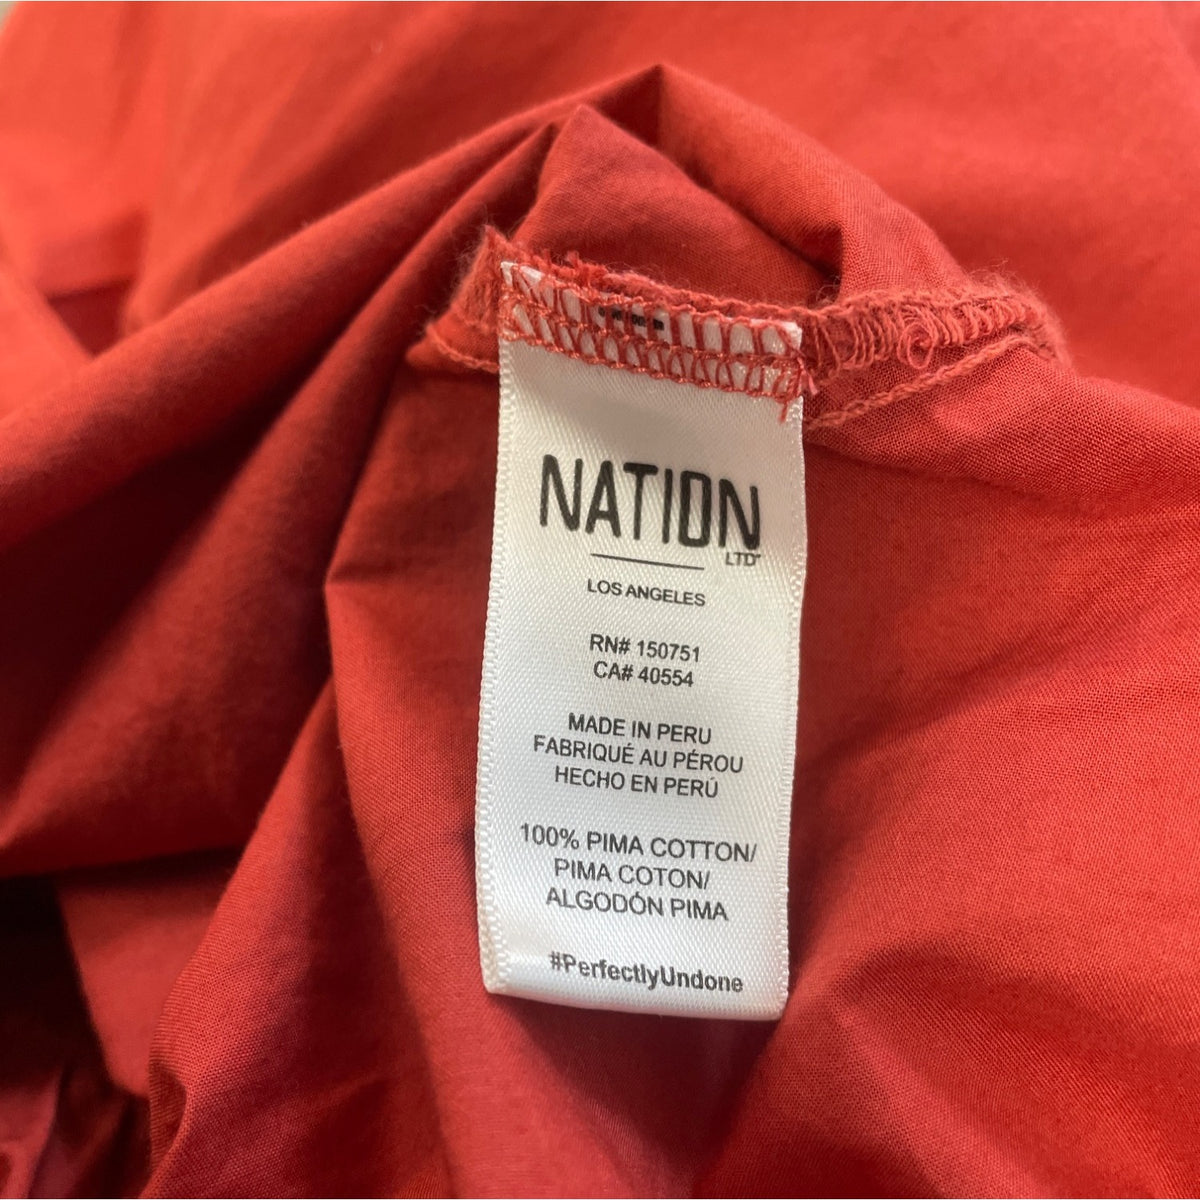 NATION
LTD
LOS ANGELES
RN# 150751
CA# 40554
MADE IN PERU
FABRIQUÉ AU PÉROU
HECHO EN PERÚ
100% PIMA COTTON/
PIMA COTON/
ALGODÓN PIMA
#PerfectlyUndone